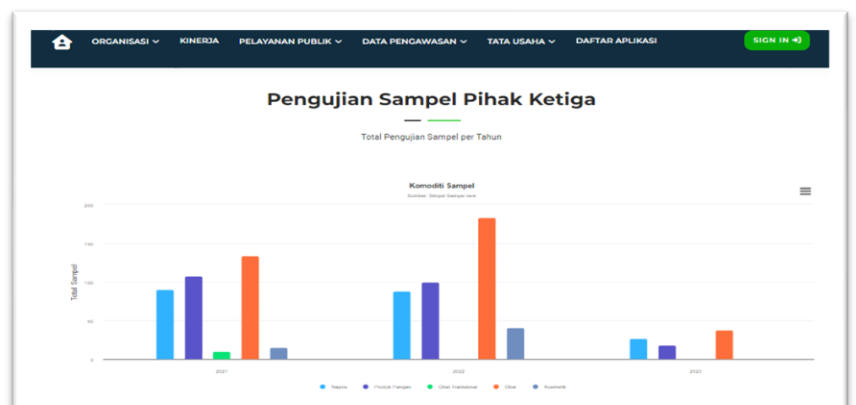 ORGANISASI KINERJA PELAYANAN PUBLIK DATA PENGAWASAN TATA USAHA DAFTAR APLIKASI SIGN IN
Pengujian Sampel Pihak Ketiga
Total Pengujian Sampel per Tahun
Komoditi Sampel
Total Sampel
200
150
100
50
0
2021 2022 2023
Napza Produk Pangan Obat Tradisional Obat Kosmetik